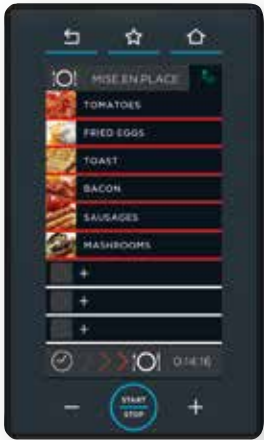 MISE EN PLACE
TOMATOES
FRIED EGGS
TOAST
BACON
SAUSAGES
MASHROOMS
+
+
+
0:14:16
− START STOP +